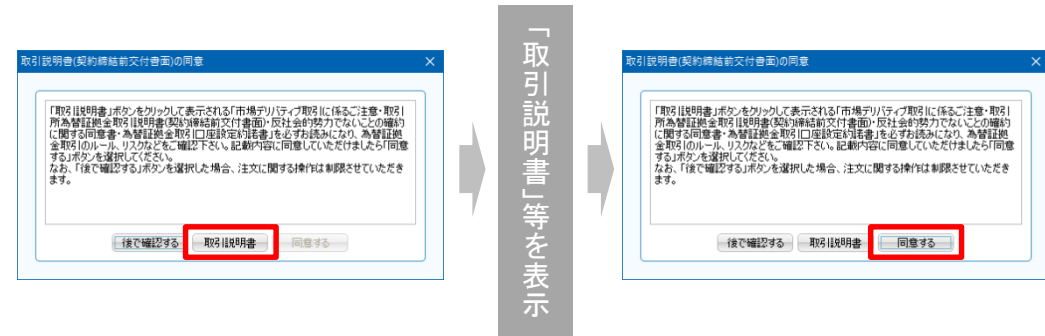 取引説明書(契約締結前交付書面)の同意
「取引説明書」ボタンをクリックして表示される「市場デリバティブ取引に係るご注意・取引
所為替証拠金取引説明書(契約締結前交付書面)・反社会的勢力でないことの確約
に関する同意書・為替証拠金取引口座設定約諾書」を必ずお読みになり、為替証拠
金取引のルール、リスクなどをご確認下さい。記載内容に同意していただけましたら「同意
する」ボタンを選択してください。
なお、「後で確認する」ボタンを選択した場合、注文に関する操作は制限させていただき
ます。
後で確認する 取引説明書 同意する
「取引説明書」等を表示
取引説明書(契約締結前交付書面)の同意
「取引説明書」ボタンをクリックして表示される「市場デリバティブ取引に係るご注意・取引
所為替証拠金取引説明書(契約締結前交付書面)・反社会的勢力でないことの確約
に関する同意書・為替証拠金取引口座設定約諾書」を必ずお読みになり、為替証拠
金取引のルール、リスクなどをご確認下さい。記載内容に同意していただけましたら「同意
する」ボタンを選択してください。
なお、「後で確認する」ボタンを選択した場合、注文に関する操作は制限させていただき
ます。
後で確認する 取引説明書 同意する